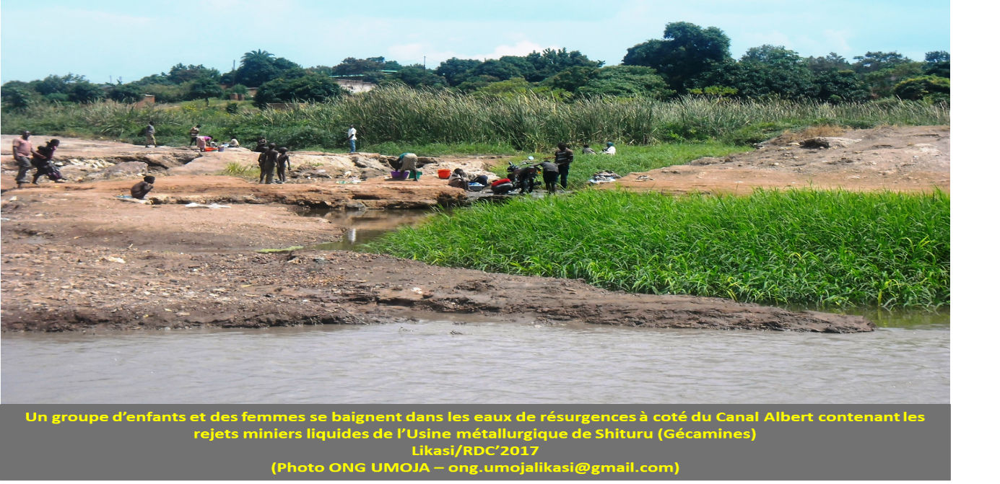 Un groupe d’enfants et des femmes se baignent dans les eaux de résurgences à coté du Canal Albert contenant les
rejets miniers liquides de l’Usine métallurgique de Shituru (Gécamines)
Likasi/RDC’2017
(Photo ONG UMOJA – ong.umojalikasi@gmail.com)